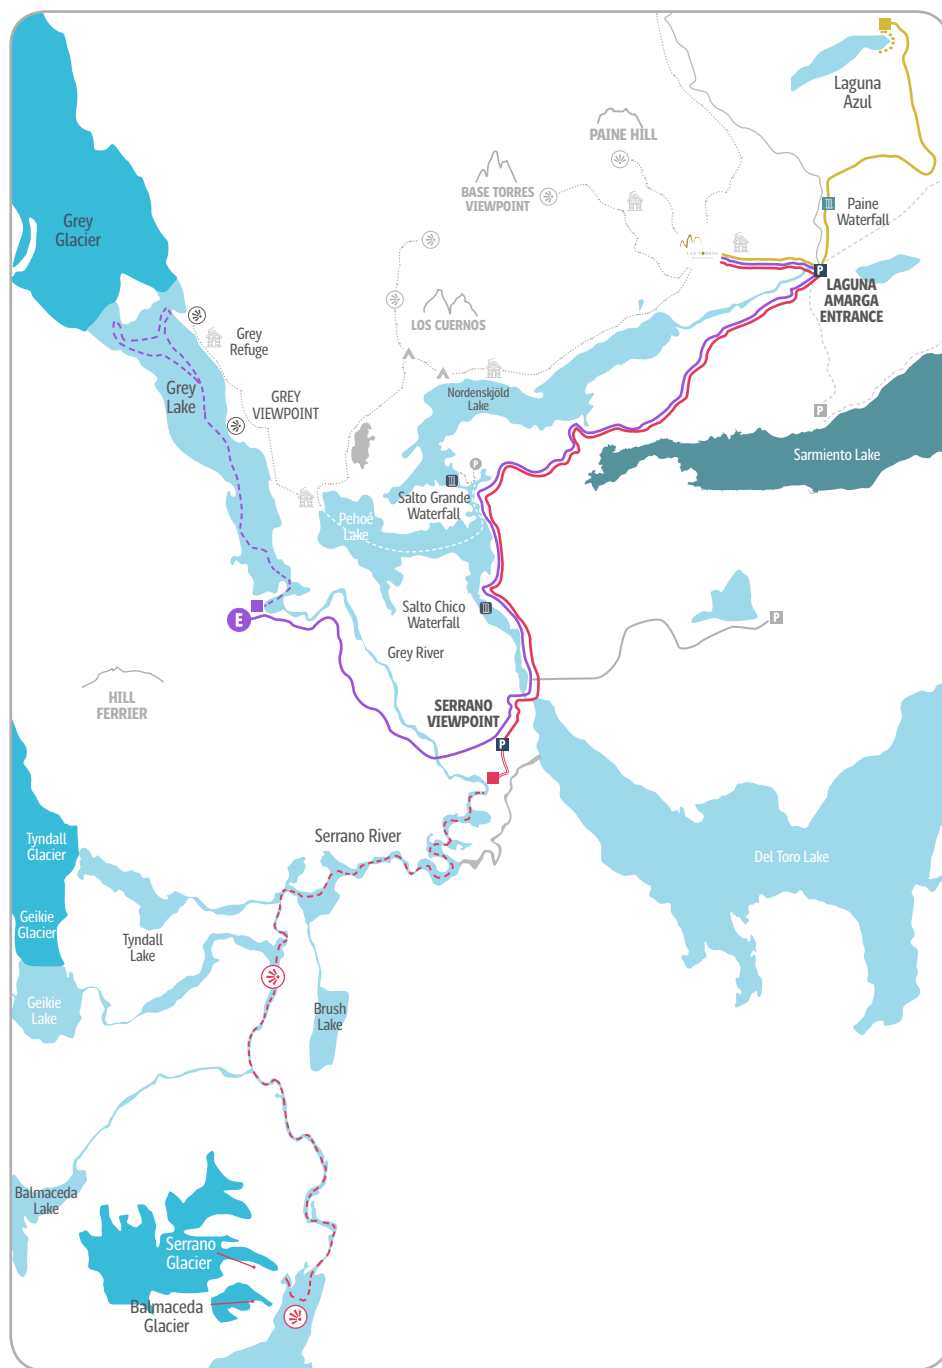 Laguna
Azul
PAINE HILL
BASE TORRES
VIEWPOINT
Paine
Waterfall
Grey
Glacier
LAS TORRES
P
LAGUNA
AMARGA
ENTRANCE
LOS CUERNOS
Grey
Refuge
Grey
Lake
GREY
VIEWPOINT
Nordenskjöld
Lake
P
Sarmiento Lake
P
Salto Grande
Waterfall
Pehoé
Lake
E
Salto Chico
Waterfall
P
Grey River
HILL
FERRIER
SERRANO
VIEWPOINT
P
Serrano River
Tyndall
Glacier
Del Toro Lake
Geikie
Glacier
Tyndall
Lake
Geikie
Lake
Brush
Lake
Balmaceda
Lake
Serrano
Glacier
Balmaceda
Glacier